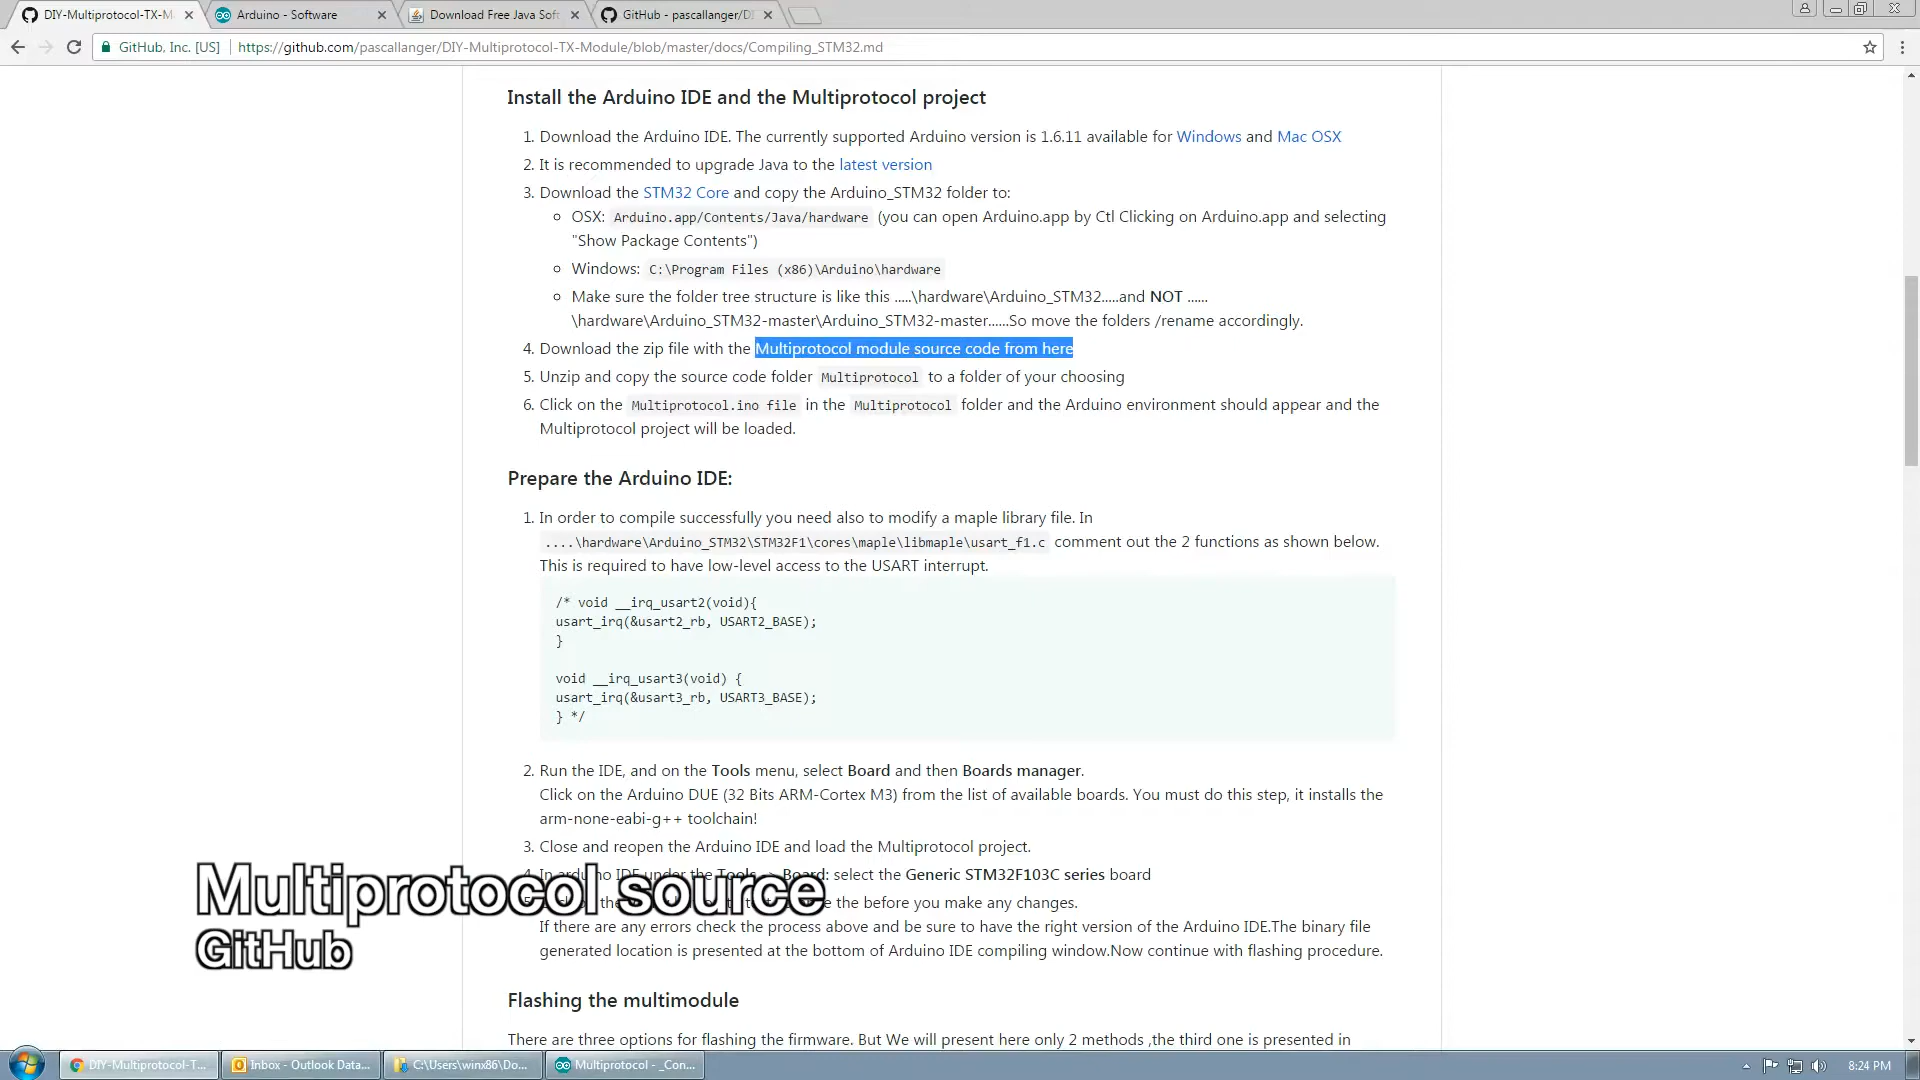 DIY-Multiprotocol-TX-M
Arduino - Software
Download Free Java Soft
GitHub - pascallanger/DI
GitHub, Inc. [US]
https://github.com/pascallanger/DIY-Multiprotocol-TX-Module/blob/master/docs/Compiling_STM32.md
Install the Arduino IDE and the Multiprotocol project
1. Download the Arduino IDE. The currently supported Arduino version is 1.6.11 available for Windows and Mac OSX
2. It is recommended to upgrade Java to the latest version
3. Download the STM32 Core and copy the Arduino_STM32 folder to:
OSX: Arduino.app/Contents/Java/hardware (you can open Arduino.app by Ctl Clicking on Arduino.app and selecting
"Show Package Contents")
Windows: C:\Program Files (x86)\Arduino\hardware
Make sure the folder tree structure is like this .....\hardware\Arduino_STM32.....and NOT ......
\hardware\Arduino_STM32-master\Arduino_STM32-master......So move the folders /rename accordingly.
4. Download the zip file with the Multiprotocol module source code from here
5. Unzip and copy the source code folder Multiprotocol to a folder of your choosing
6. Click on the Multiprotocol.ino file in the Multiprotocol folder and the Arduino environment should appear and the
Multiprotocol project will be loaded.
Prepare the Arduino IDE:
1. In order to compile successfully you need also to modify a maple library file. In
....\hardware\Arduino_STM32\STM32F1\cores\maple\libmaple\usart_f1.c comment out the 2 functions as shown below.
This is required to have low-level access to the USART interrupt.
/* void __irq_usart2(void){
usart_irq(&usart2_rb, USART2_BASE);
}
void __irq_usart3(void) {
usart_irq(&usart3_rb, USART3_BASE);
} */
2. Run the IDE, and on the Tools menu, select Board and then Boards manager.
Click on the Arduino DUE (32 Bits ARM-Cortex M3) from the list of available boards. You must do this step, it installs the
arm-none-eabi-g++ toolchain!
3. Close and reopen the Arduino IDE and load the Multiprotocol project.
4. In arduino IDE under the Tools -> Board: select the Generic STM32F103C series board
the before you make any changes.
If there are any errors check the process above and be sure to have the right version of the Arduino IDE.The binary file
generated location is presented at the bottom of Arduino IDE compiling window.Now continue with flashing procedure.
Multiprotocol source
GitHub
Flashing the multimodule
There are three options for flashing the firmware. But We will present here only 2 methods ,the third one is presented in
DIY-Multiprotocol-T...
Inbox - Outlook Data...
C:\Users\winx86\Do...
Multiprotocol - _Con...
8:24 PM